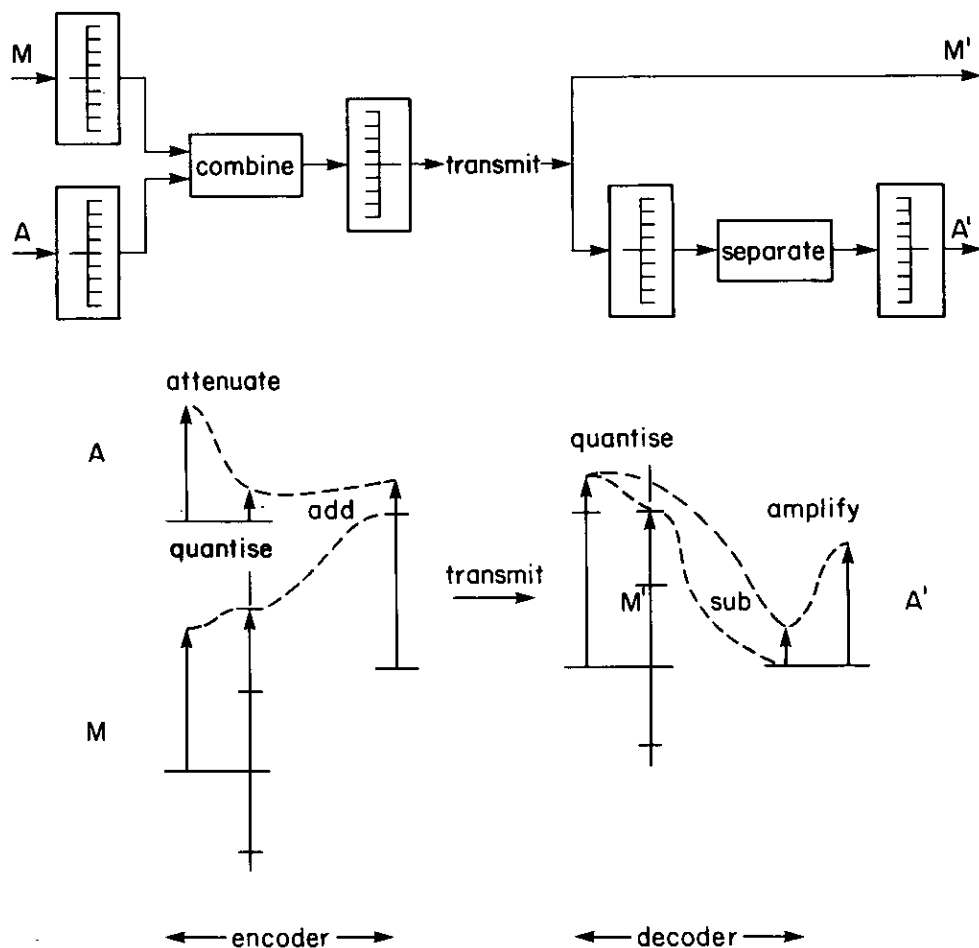 M
M'
combine
transmit
A
A'
separate
attenuate
A
quantise
add
amplify
quantise
transmit
M'
sub
A'
M
encoder
decoder